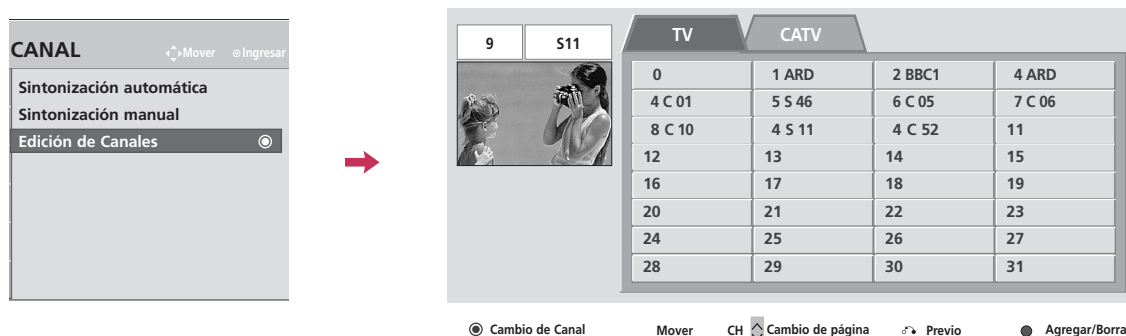 CANAL Mover Ingresar
Sintonización automática
Sintonización manual
Edición de Canales
9 S11
TV CATV
0 1 ARD 2 BBC1 4 ARD
4 C 01 5 S 46 6 C 05 7 C 06
8 C 10 4 S 11 4 C 52 11
12 13 14 15
16 17 18 19
20 21 22 23
24 25 26 27
28 29 30 31
Cambio de Canal Mover CH Cambio de página Previo Agregar/Borra